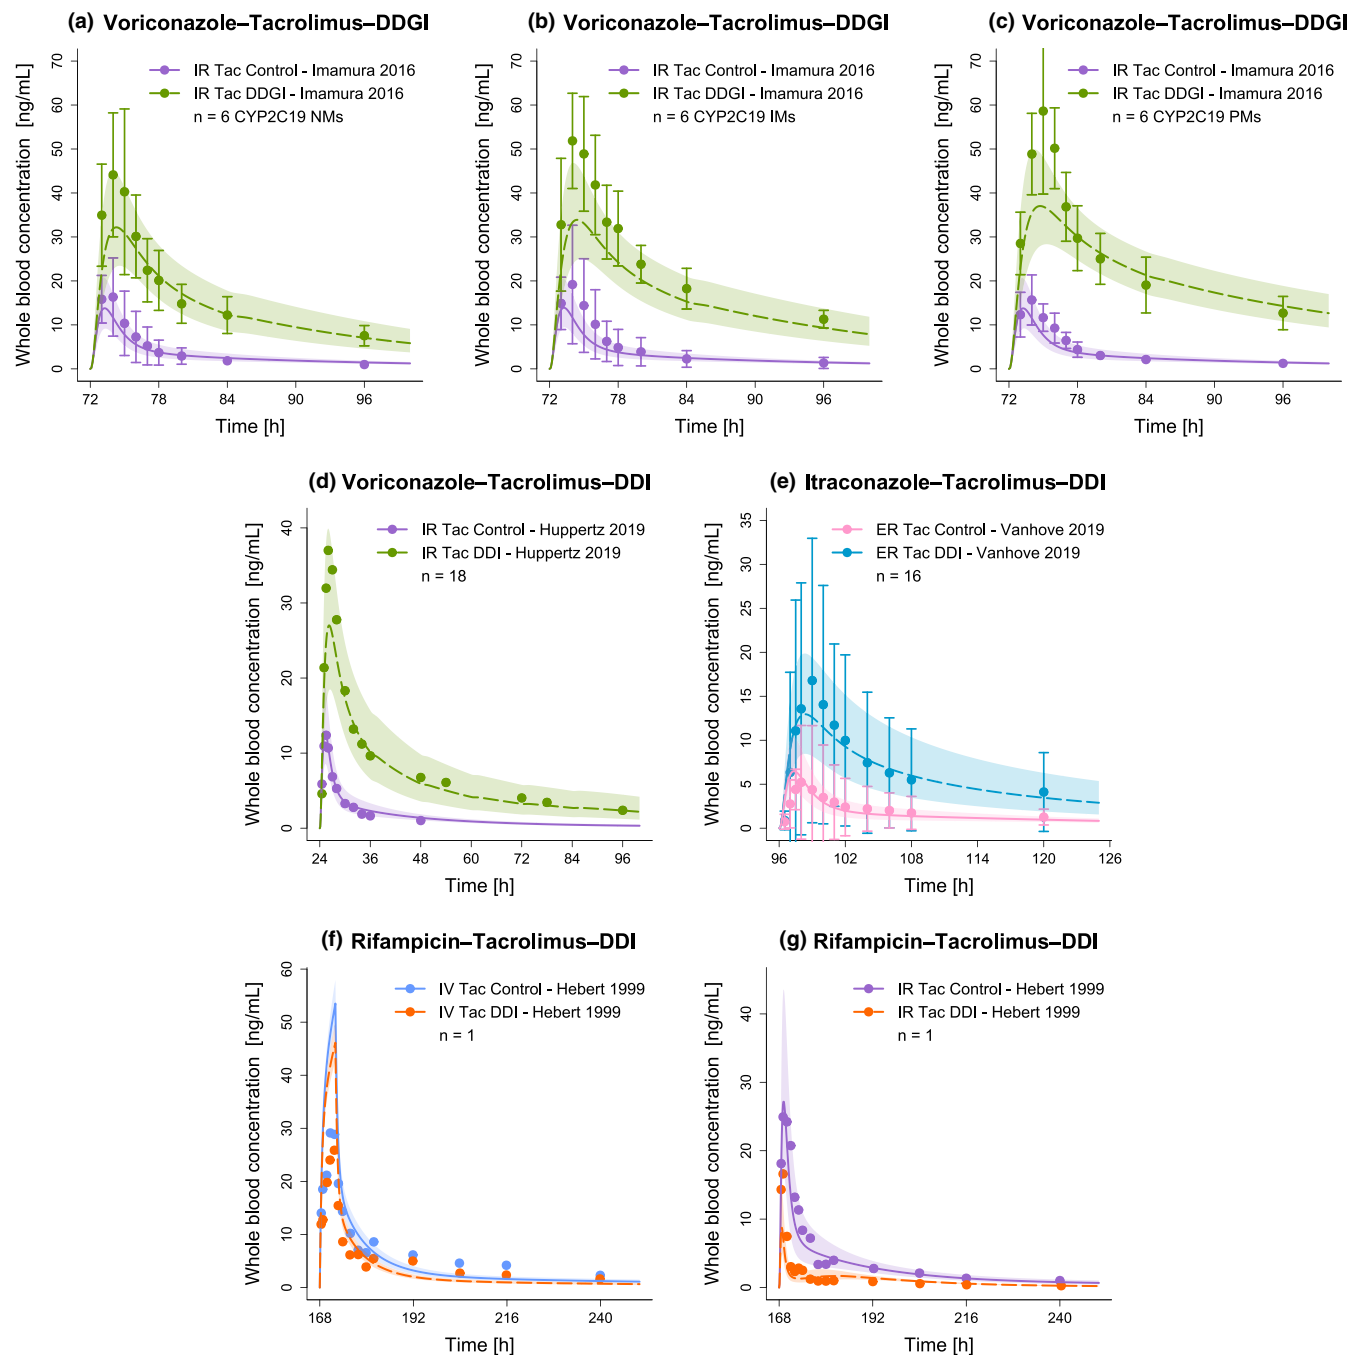 (a) Voriconazole–Tacrolimus–DDGI
Whole blood concentration [ng/mL]
70
60
50
40
30
20
10
0
IR Tac Control - Imamura 2016
IR Tac DDGI - Imamura 2016
n = 6 CYP2C19 NMs
72 78 84 90 96
Time [h]
(b) Voriconazole–Tacrolimus–DDGI
Whole blood concentration [ng/mL]
70
60
50
40
30
20
10
0
IR Tac Control - Imamura 2016
IR Tac DDGI - Imamura 2016
n = 6 CYP2C19 IMs
72 78 84 90 96
Time [h]
(c) Voriconazole–Tacrolimus–DDGI
Whole blood concentration [ng/mL]
70
60
50
40
30
20
10
0
IR Tac Control - Imamura 2016
IR Tac DDGI - Imamura 2016
n = 6 CYP2C19 PMs
72 78 84 90 96
Time [h]
(d) Voriconazole–Tacrolimus–DDI
Whole blood concentration [ng/mL]
40
30
20
10
0
IR Tac Control - Huppertz 2019
IR Tac DDI - Huppertz 2019
n = 18
24 36 48 60 72 84 96
Time [h]
(e) Itraconazole–Tacrolimus–DDI
Whole blood concentration [ng/mL]
35
30
25
20
15
10
5
0
ER Tac Control - Vanhove 2019
ER Tac DDI - Vanhove 2019
n = 16
96 102 108 114 120 126
Time [h]
(f) Rifampicin–Tacrolimus–DDI
Whole blood concentration [ng/mL]
60
50
40
30
20
10
0
IV Tac Control - Hebert 1999
IV Tac DDI - Hebert 1999
n = 1
168 192 216 240
Time [h]
(g) Rifampicin–Tacrolimus–DDI
Whole blood concentration [ng/mL]
40
30
20
10
0
IR Tac Control - Hebert 1999
IR Tac DDI - Hebert 1999
n = 1
168 192 216 240
Time [h]